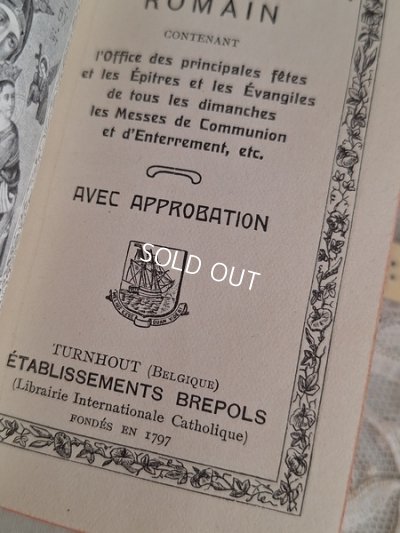 ROMAIN
CONTENANT
l'Office des principales fêtes
et les Épitres et les Évangiles
de tous les dimanches
les Messes de Communion
et d'Enterrement, etc.
AVEC APPROBATION
SOLD OUT
TURNHOUT (BELGIQUE)
ÉTABLISSEMENTS BREPOLS
(Librairie Internationale Catholique)
FONDÉS EN 1797